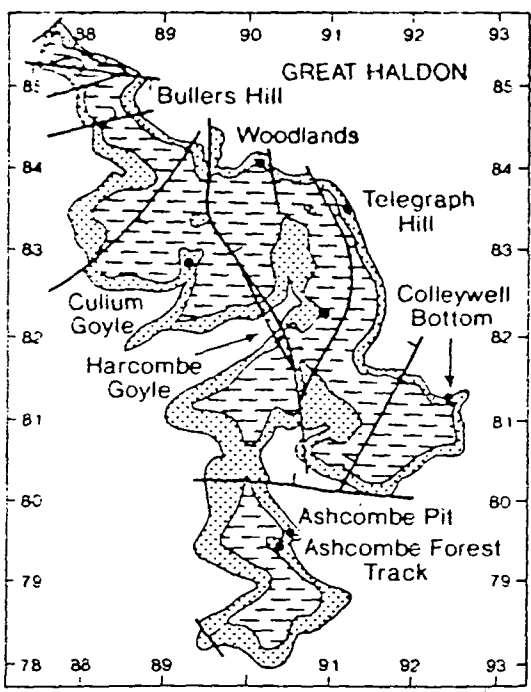 88 89 90 91 92 93
GREAT HALDON
85 85
Bullers Hill
Woodlands
84 84
Telegraph
Hill
83 83
Cullum
Goyle
Colleywell
Bottom
82 82
Harcombe
Goyle
81 81
80 80
Ashcombe Pit
Ashcombe Forest
Track
79 79
78 88 89 90 91 92 93